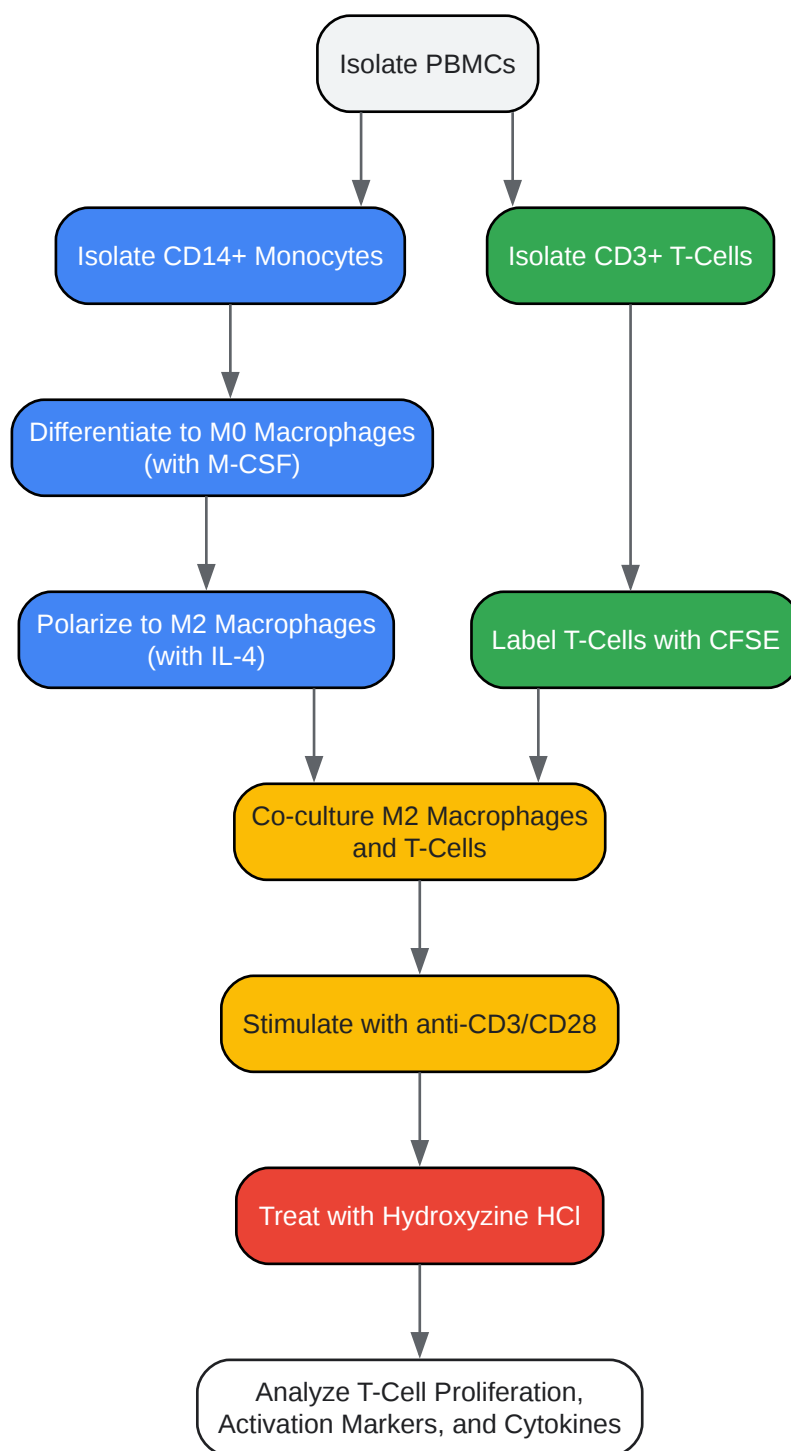 Isolate PBMCs
Isolate CD14+ Monocytes
Isolate CD3+ T-Cells
Differentiate to M0 Macrophages
(with M-CSF)
Polarize to M2 Macrophages
(with IL-4)
Label T-Cells with CFSE
Co-culture M2 Macrophages
and T-Cells
Stimulate with anti-CD3/CD28
Treat with Hydroxyzine HCl
Analyze T-Cell Proliferation,
Activation Markers, and Cytokines